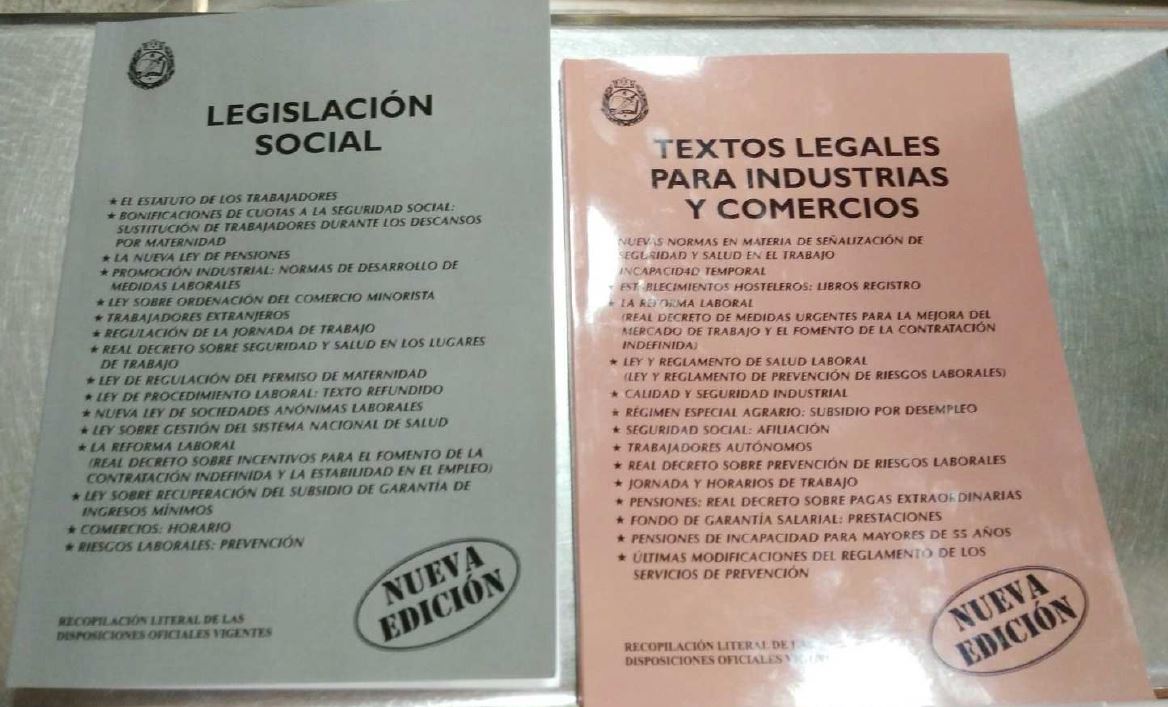 LEGISLACIÓN
SOCIAL
★ EL ESTATUTO DE LOS TRABAJADORES
★ BONIFICACIONES DE CUOTAS A LA SEGURIDAD SOCIAL:
SUSTITUCIÓN DE TRABAJADORES DURANTE LOS DESCANSOS
POR MATERNIDAD
★ LA NUEVA LEY DE PENSIONES
★ PROMOCIÓN INDUSTRIAL: NORMAS DE DESARROLLO DE
MEDIDAS LABORALES
★ LEY SOBRE ORDENACIÓN DEL COMERCIO MINORISTA
★ TRABAJADORES EXTRANJEROS
★ REGULACIÓN DE LA JORNADA DE TRABAJO
★ REAL DECRETO SOBRE SEGURIDAD Y SALUD EN LOS LUGARES
DE TRABAJO
★ LEY DE REGULACIÓN DEL PERMISO DE MATERNIDAD
★ LEY DE PROCEDIMIENTO LABORAL: TEXTO REFUNDIDO
★ NUEVA LEY DE SOCIEDADES ANÓNIMAS LABORALES
★ LEY SOBRE GESTIÓN DEL SISTEMA NACIONAL DE SALUD
★ LA REFORMA LABORAL
(REAL DECRETO SOBRE INCENTIVOS PARA EL FOMENTO DE LA
CONTRATACIÓN INDEFINIDA Y LA ESTABILIDAD EN EL EMPLEO)
★ LEY SOBRE RECUPERACIÓN DEL SUBSIDIO DE GARANTÍA DE
INGRESOS MÍNIMOS
★ COMERCIOS: HORARIO
★ RIESGOS LABORALES: PREVENCIÓN
NUEVA
EDICIÓN
RECOPILACIÓN LITERAL DE LAS
DISPOSICIONES OFICIALES VIGENTES
TEXTOS LEGALES
PARA INDUSTRIAS
Y COMERCIOS
NUEVAS NORMAS EN MATERIA DE SEÑALIZACIÓN DE
SEGURIDAD Y SALUD EN EL TRABAJO
INCAPACIDAD TEMPORAL
★ ESTABLECIMIENTOS HOSTELEROS: LIBROS REGISTRO
★ LA REFORMA LABORAL
(REAL DECRETO DE MEDIDAS URGENTES PARA LA MEJORA DEL
MERCADO DE TRABAJO Y EL FOMENTO DE LA CONTRATACIÓN
INDEFINIDA)
★ LEY Y REGLAMENTO DE SALUD LABORAL
(LEY Y REGLAMENTO DE PREVENCIÓN DE RIESGOS LABORALES)
★ CALIDAD Y SEGURIDAD INDUSTRIAL
★ RÉGIMEN ESPECIAL AGRARIO: SUBSIDIO POR DESEMPLEO
★ SEGURIDAD SOCIAL: AFILIACIÓN
★ TRABAJADORES AUTÓNOMOS
★ REAL DECRETO SOBRE PREVENCIÓN DE RIESGOS LABORALES
★ JORNADA Y HORARIOS DE TRABAJO
★ PENSIONES: REAL DECRETO SOBRE PAGAS EXTRAORDINARIAS
★ FONDO DE GARANTÍA SALARIAL: PRESTACIONES
★ PENSIONES DE INCAPACIDAD PARA MAYORES DE 55 AÑOS
★ ÚLTIMAS MODIFICACIONES DEL REGLAMENTO DE LOS
SERVICIOS DE PREVENCIÓN
NUEVA
EDICIÓN
RECOPILACIÓN LITERAL DE LAS
DISPOSICIONES OFICIALES